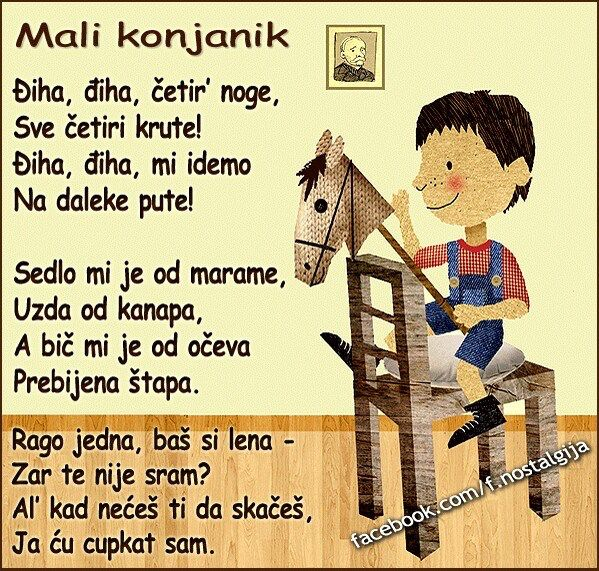 Mali konjanik
Điha, điha, četir' noge,
Sve četiri krute!
Điha, điha, mi idemo
Na daleke pute!
Sedlo mi je od marame,
Uzda od kanapa,
A bič mi je od očeva
Prebijena štapa.
Rago jedna, baš si lena -
Zar te nije sram?
Al' kad nećeš ti da skačeš,
Ja ću cupkat sam.
facebook.com/f.nostalgija